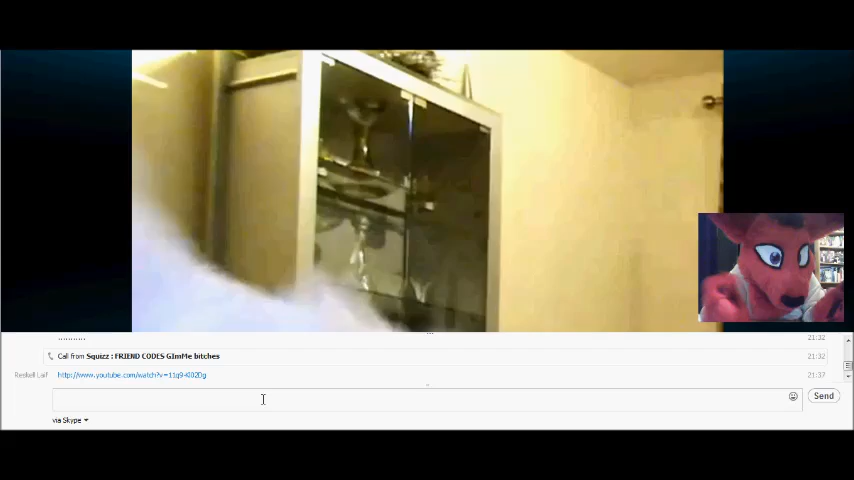 ............ 21:32
Call from Squizz : FRIEND CODES GImMe bitches 21:32
Reskell Laif 21:37
Send
via Skype